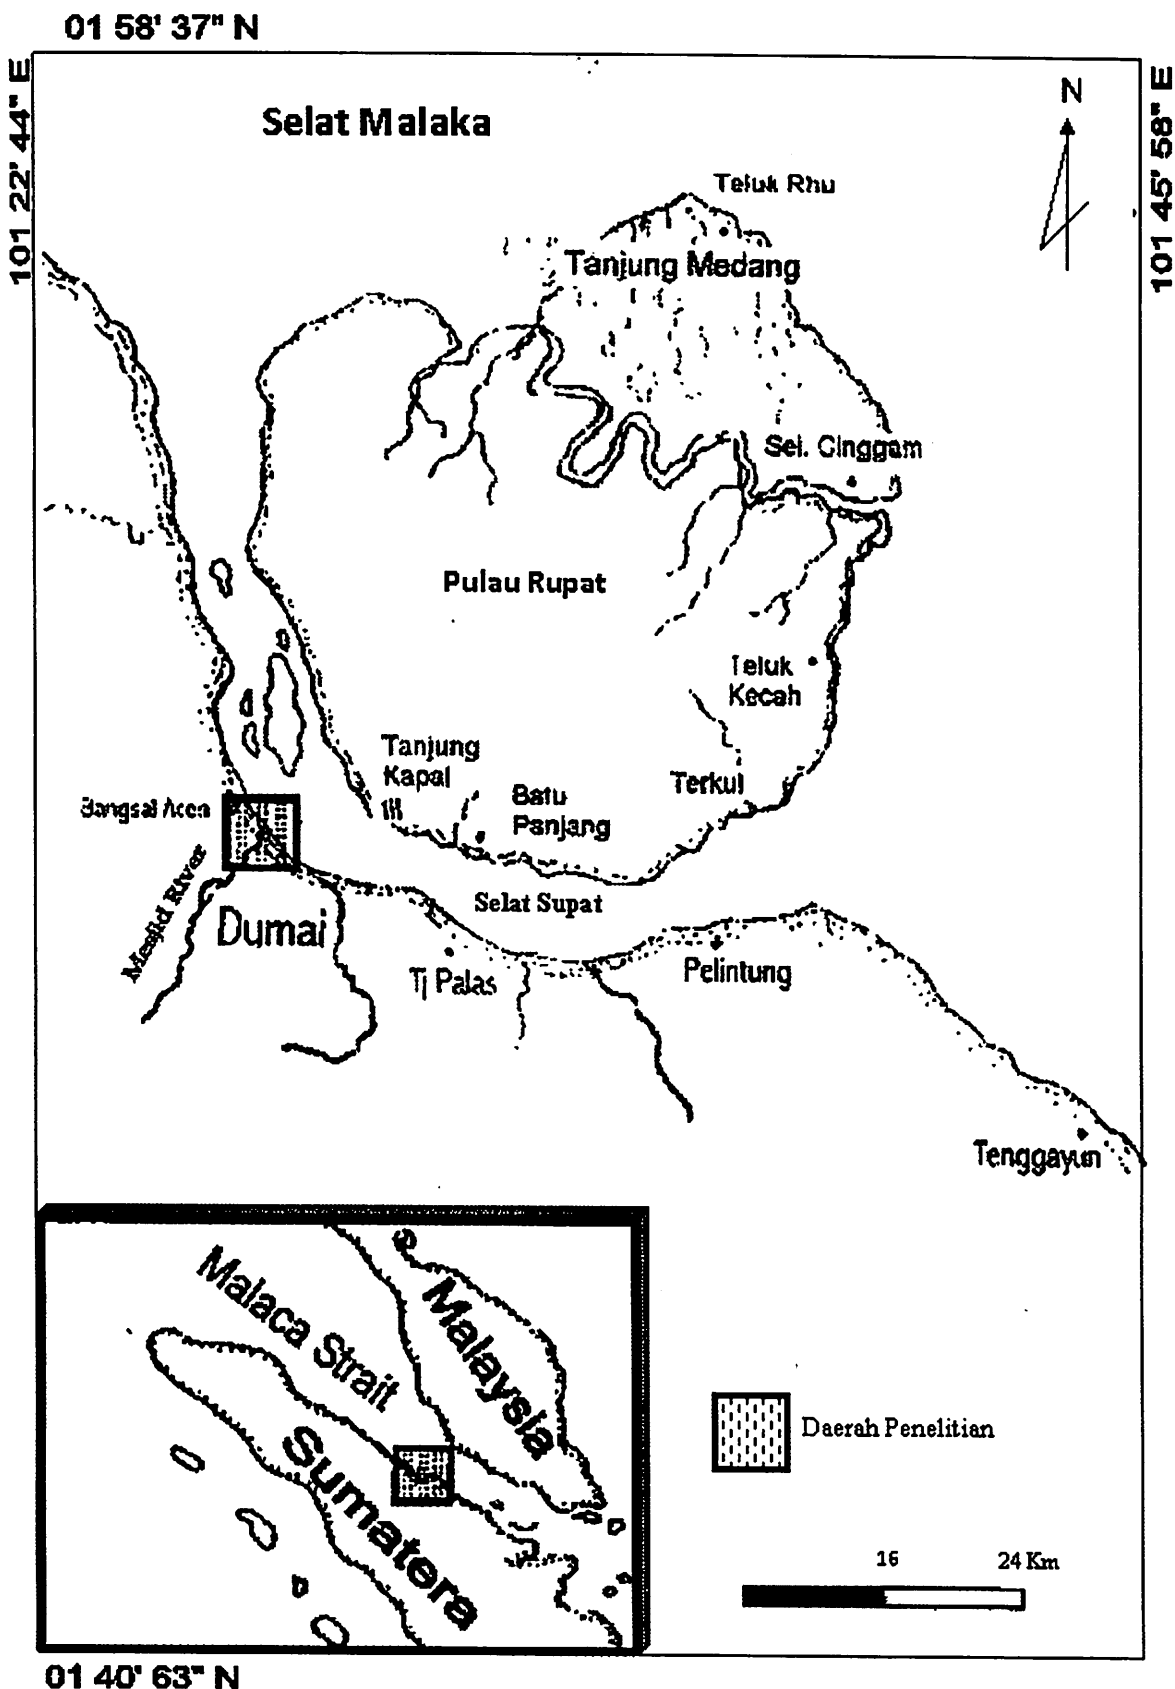 01 58' 37" N
101 22' 44" E
101 45' 58" E
N
Selat Malaka
Teluk Rhu
Tanjung Medang
Sei. Cinggam
Pulau Rupat
Teluk
Kecah
Tanjung
Kapal
Terkul
Batu
Panjang
Bangsal Aceh
Mesjid River
Selat Supat
Dumai
Tj Palas
Pelintung
Tenggayun
Malaca Strait
Malaysia
Sumatera
Daerah Penelitian
16
24 Km
01 40' 63" N